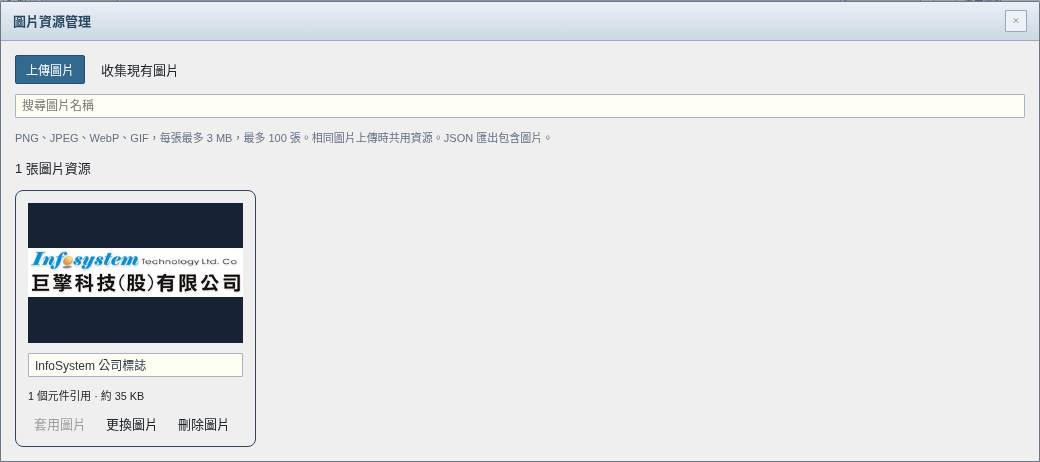 圖片資源管理
×
上傳圖片 收集現有圖片
搜尋圖片名稱
PNG、JPEG、WebP、GIF，每張最多 3 MB，最多 100 張。相同圖片上傳時共用資源。JSON 匯出包含圖片。
1 張圖片資源
Infosystem Technology Ltd. Co
巨擎科技(股)有限公司
InfoSystem 公司標誌
1 個元件引用 · 約 35 KB
套用圖片 更換圖片 刪除圖片